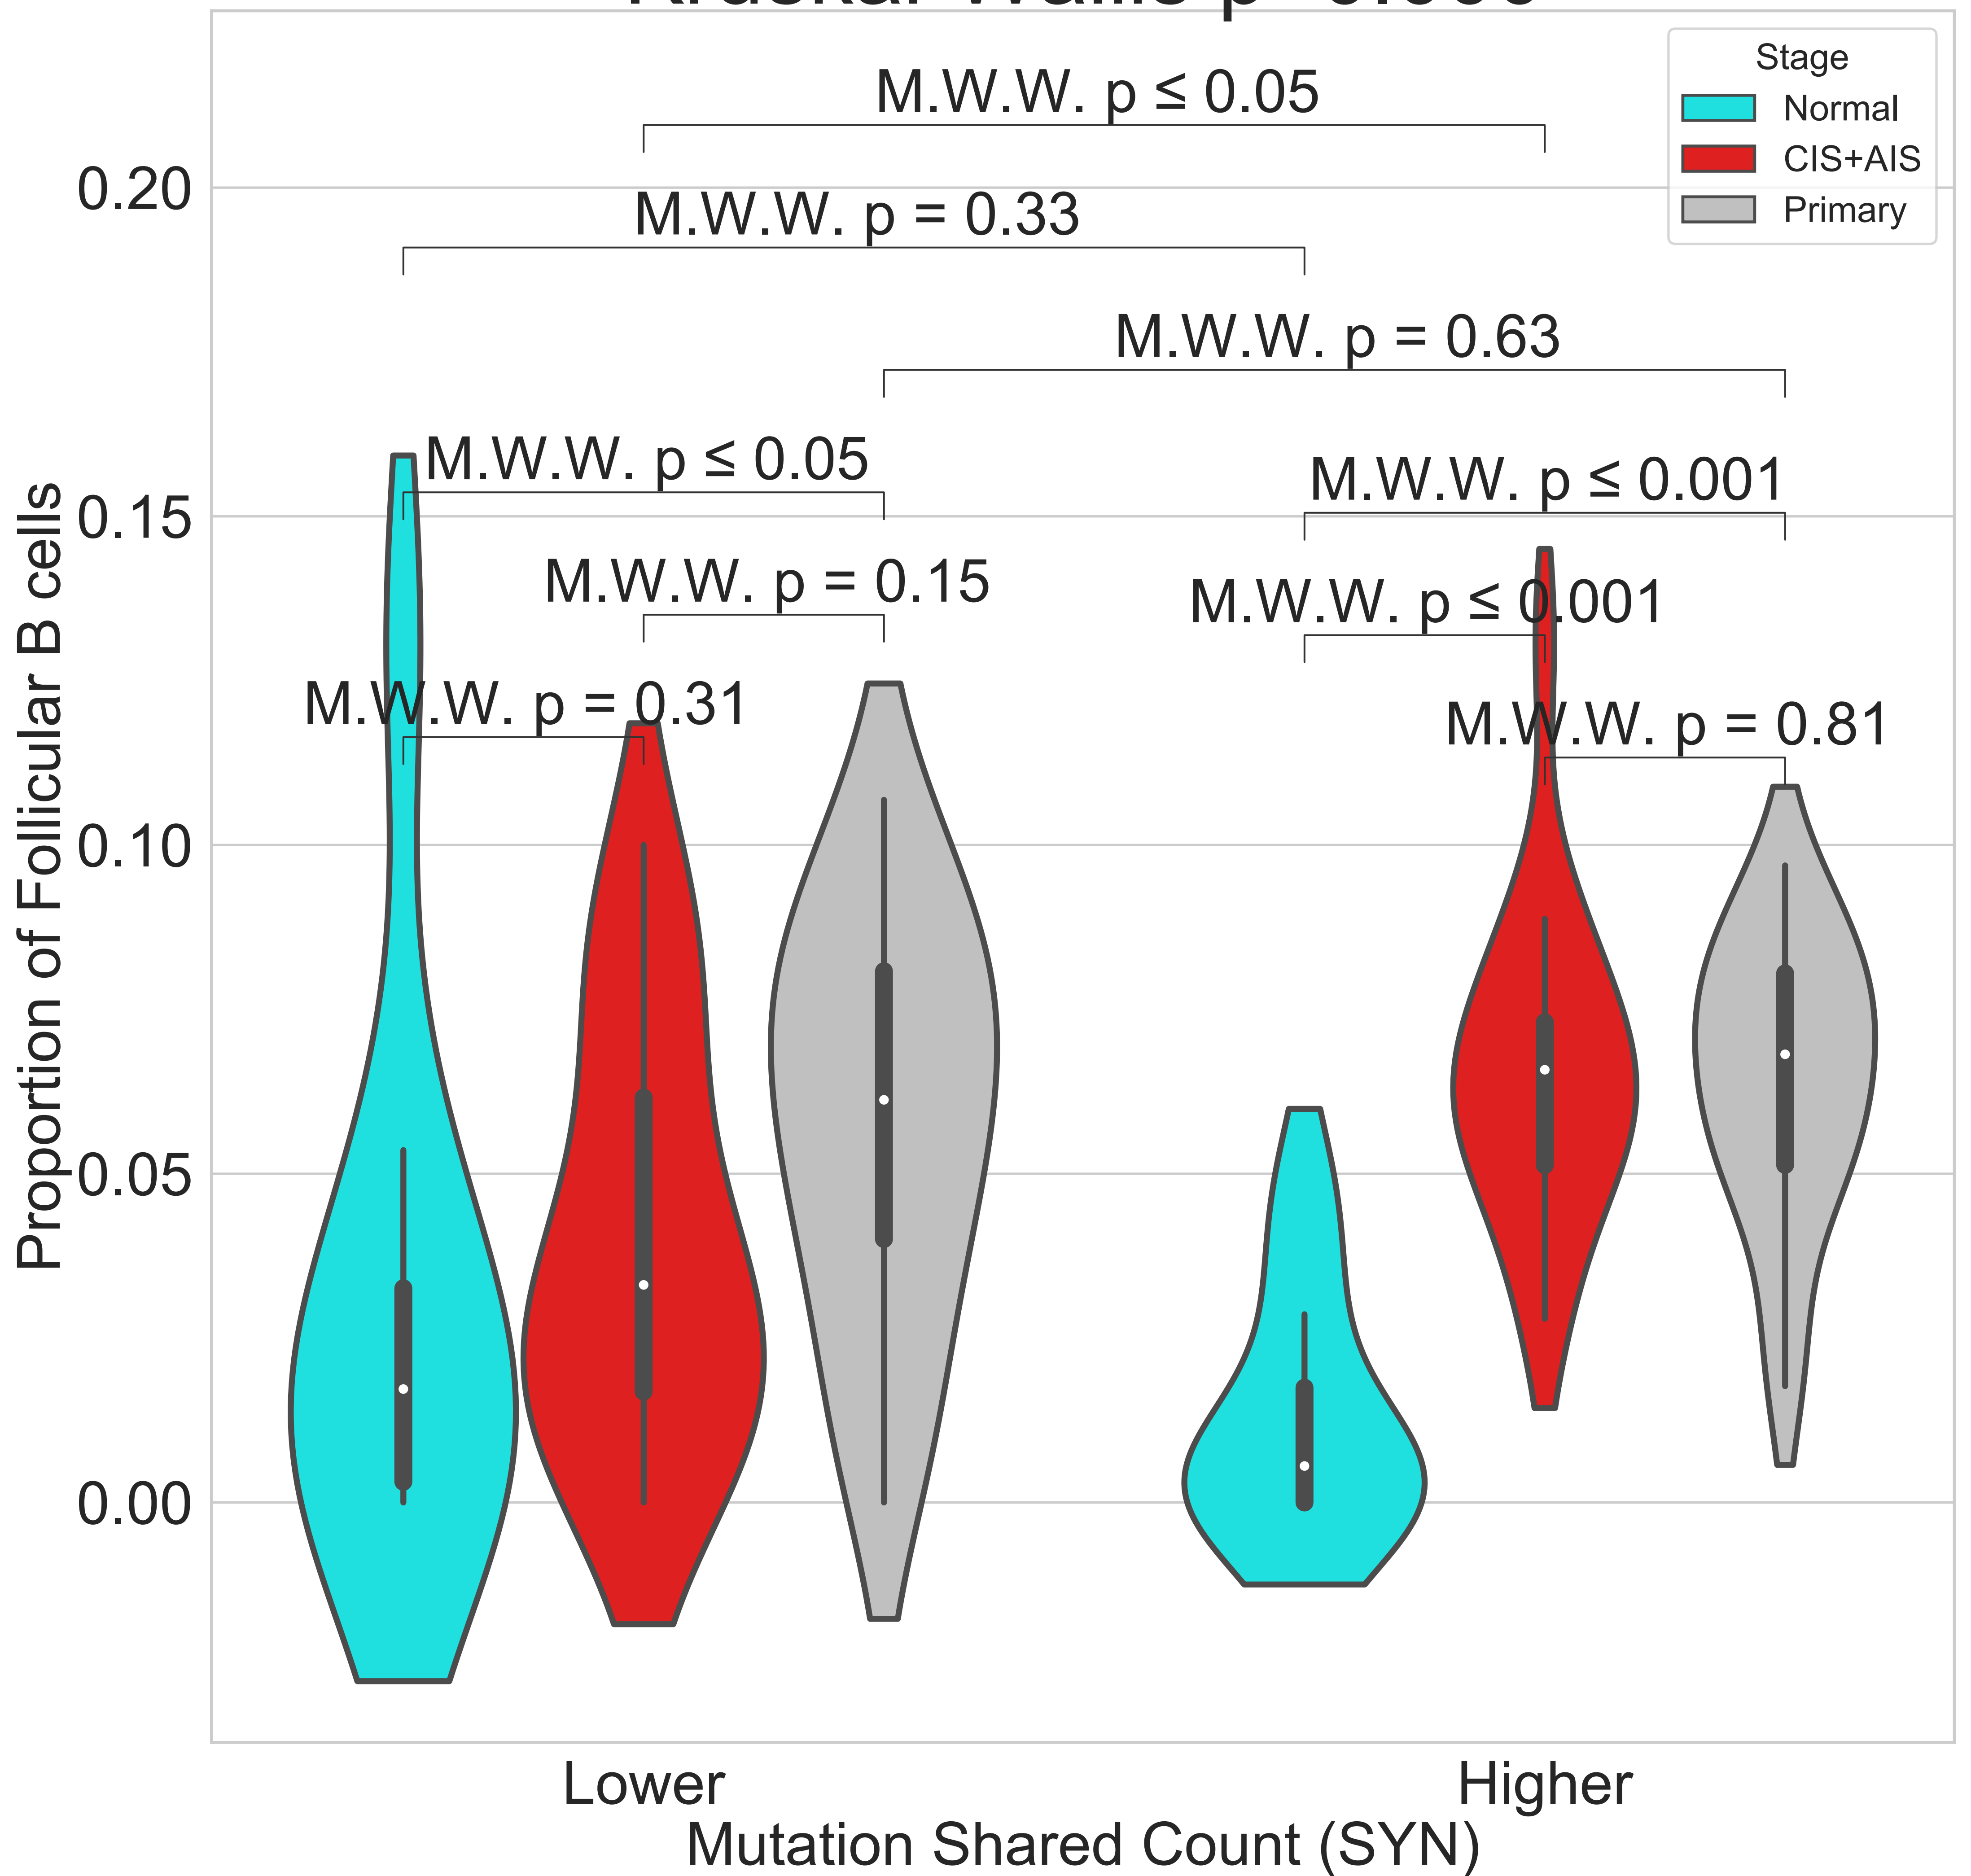 Stage
Normal
CIS+AIS
Primary
M.W.W. p ≤ 0.05
M.W.W. p = 0.33
M.W.W. p = 0.63
M.W.W. p ≤ 0.05
M.W.W. p ≤ 0.001
M.W.W. p = 0.15
M.W.W. p ≤ 0.001
M.W.W. p = 0.31
M.W.W. p = 0.81
Proportion of Follicular B cells
0.20
0.15
0.10
0.05
0.00
Lower
Higher
Mutation Shared Count (SYN)